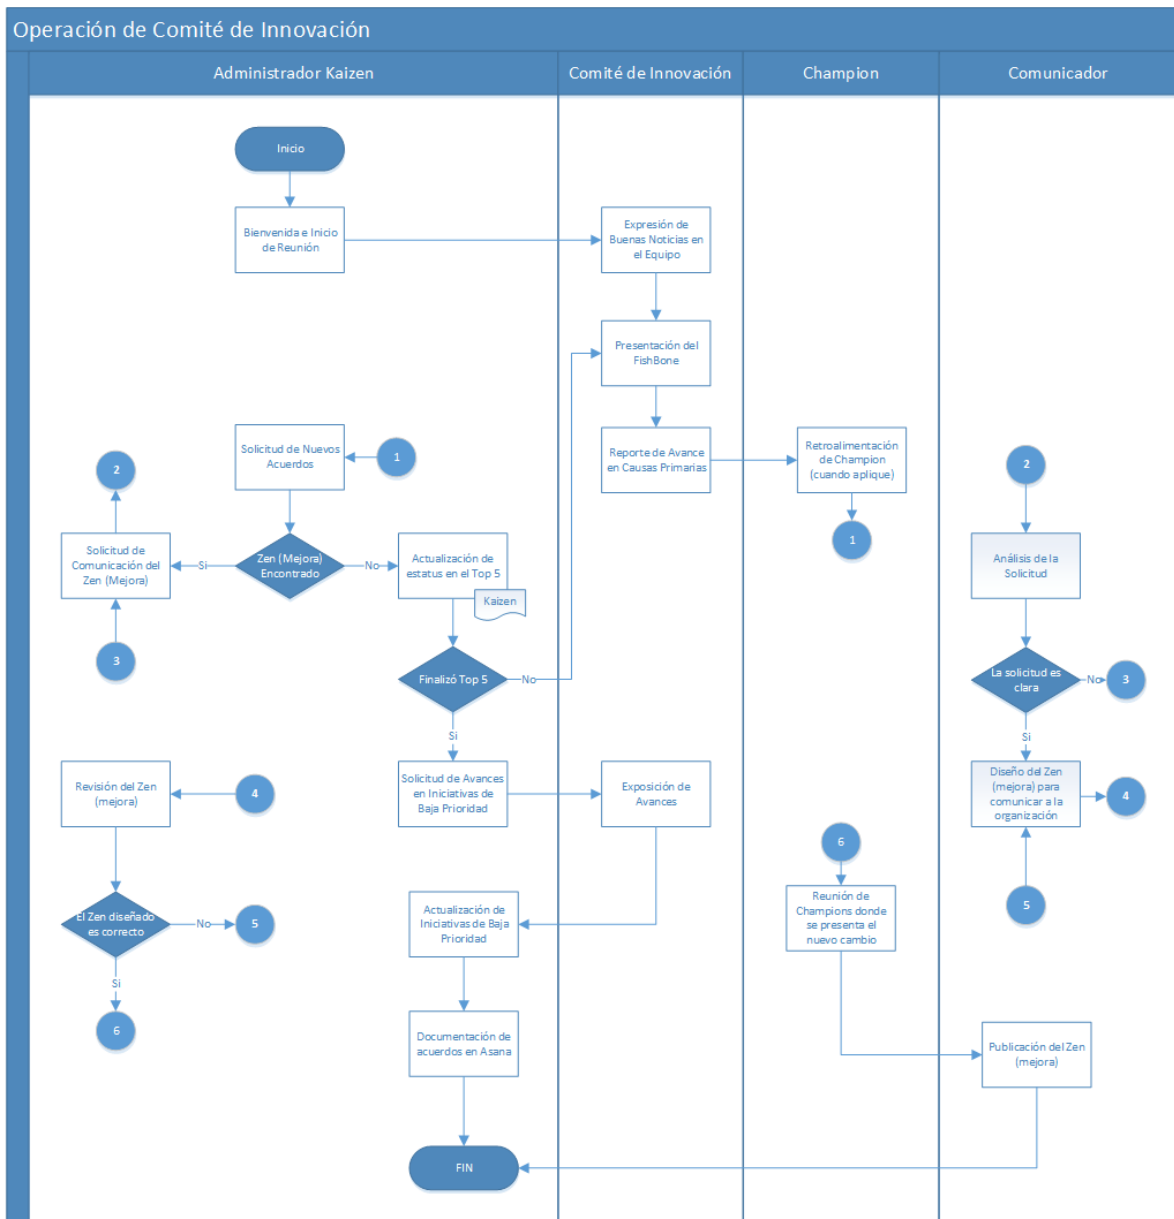 Operación de Comité de Innovación
Administrador Kaizen
Comité de Innovación
Champion
Comunicador
Inicio
Bienvenida e Inicio
de Reunión
Expresión de
Buenas Noticias en
el Equipo
Presentación del
FishBone
Solicitud de Nuevos
Acuerdos
1
Reporte de Avance
en Causas Primarias
Retroalimentación
de Champion
(cuando aplique)
2
2
1
Solicitud de
Comunicación del
Zen (Mejora)
Si
Zen (Mejora)
Encontrado
No
Actualización de
estatus en el Top 5
Kaizen
Análisis de la
Solicitud
3
Finalizó Top 5
No
La solicitud es
clara
No
3
Si
Si
Revisión del Zen
(mejora)
4
Solicitud de Avances
en Iniciativas de
Baja Prioridad
Exposición de
Avances
Diseño del Zen
(mejora) para
comunicar a la
organización
4
6
El Zen diseñado
es correcto
No
5
Actualización de
Iniciativas de Baja
Prioridad
Reunión de
Champions donde
se presenta el
nuevo cambio
5
Si
6
Documentación de
acuerdos en Asana
Publicación del Zen
(mejora)
FIN